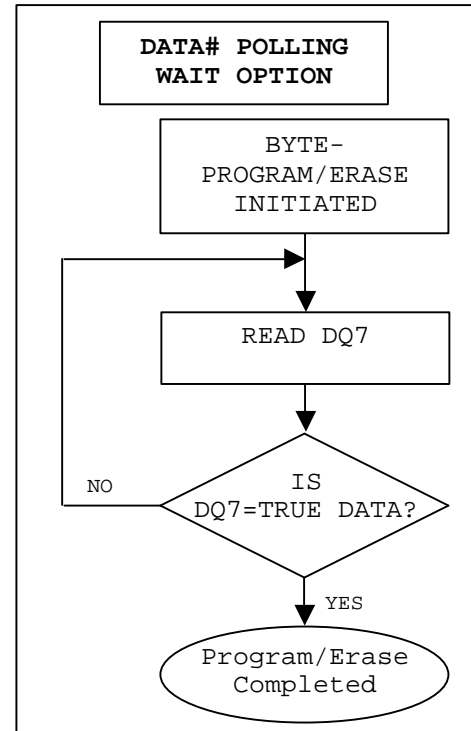 DATA# POLLING
WAIT OPTION
BYTE-
PROGRAM/ERASE
INITIATED
READ DQ7
IS
DQ7=TRUE DATA?
NO
YES
Program/Erase
Completed